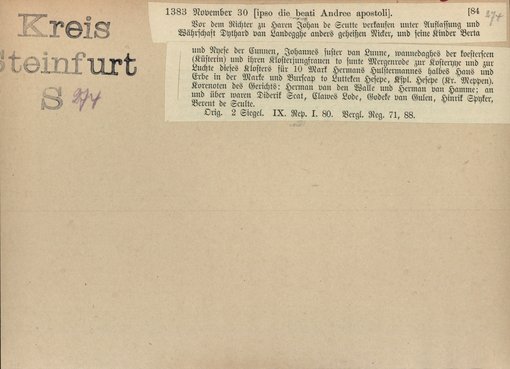 Kreis
Steinfurt
S 274
1383 November 30 [ipso die beati Andree apostoli]. [84
274
Vor dem Richter zu Haren Johan de Scutte verkaufen unter Auflassung und
Währschaft Dythard van Landegghe anders geheißen Ricker, und seine Kinder Berta
und Nyese der Cunnen, Johannes suster van Lunne, wannedaghes der costersen
(Küsterin) und ihren Klosterjungfrauen to sunte Mergenrode zur Kosterye und zur
Luchte dieses Klosters für 10 Mark Hermans Hulstermannes halbes Haus und
Erbe in der Marke und Burscap to Lutteken Hesepe, Kspl. Hesepe (Kr. Meppen)
Korenoten des Gerichts: Herman van den Walle und Herman van Hamme; an
und über waren Diderik Scat, Clawes Lode, Godeke van Gulen, Hinrik Spyker,
Berent de Sculte.
Orig. 2 Siegel. IX. Rep. I. 80. Vergl. Reg. 71, 88.